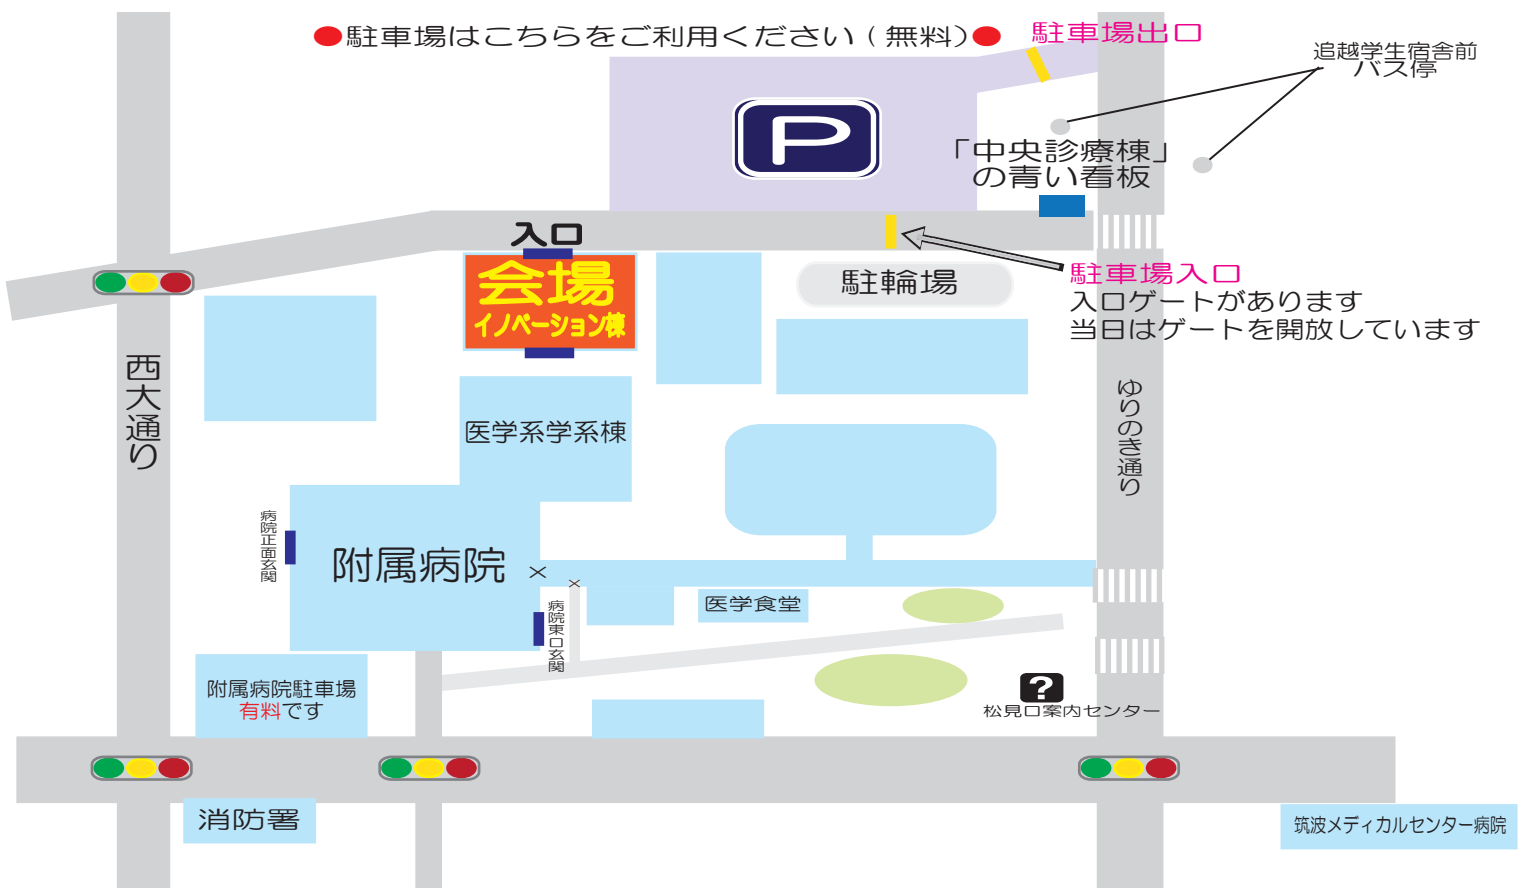 ●駐車場はこちらをご利用ください(無料)●
駐車場出口
追越学生宿舎前
バス停
P
「中央診療棟」
の青い看板
入口
会場
イノベーション棟
駐輪場
駐車場入口
入口ゲートがあります
当日はゲートを開放しています
西大通り
ゆりのき通り
医学系学系棟
病院正面玄関
附属病院
×
×
病院東口玄関
医学食堂
附属病院駐車場
有料です
?
松見口案内センター
消防署
筑波メディカルセンター病院